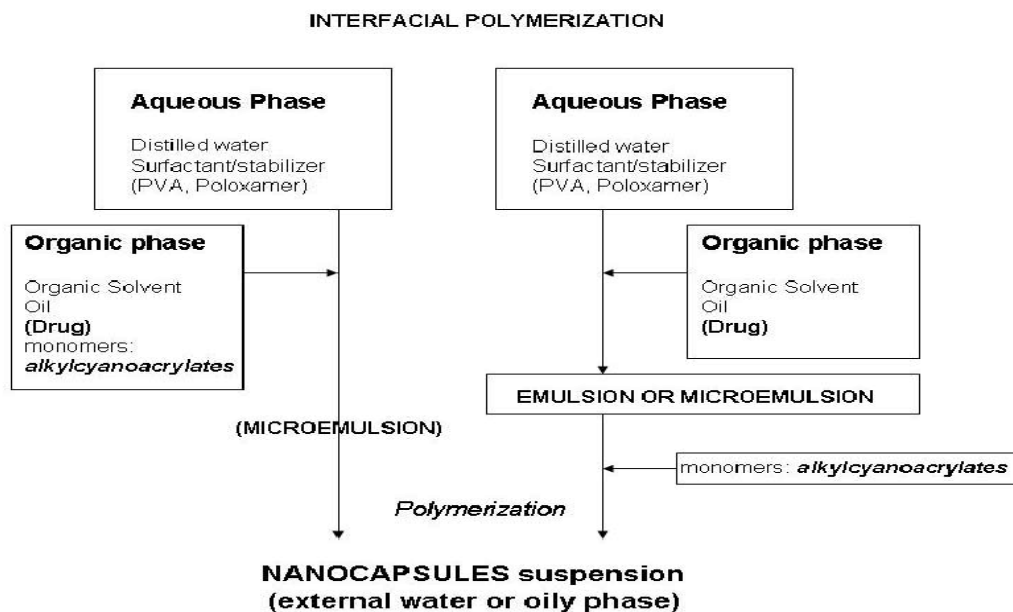 INTERFACIAL POLYMERIZATION
Aqueous Phase
Distilled water
Surfactant/stabilizer
(PVA, Poloxamer)
Aqueous Phase
Distilled water
Surfactant/stabilizer
(PVA, Poloxamer)
Organic phase
Organic Solvent
Oil
(Drug)
monomers:
alkylcyanoacrylates
Organic phase
Organic Solvent
Oil
(Drug)
EMULSION OR MICROEMULSION
(MICROEMULSION)
monomers: alkylcyanoacrylates
Polymerization
NANOCAPSULES suspension
(external water or oily phase)